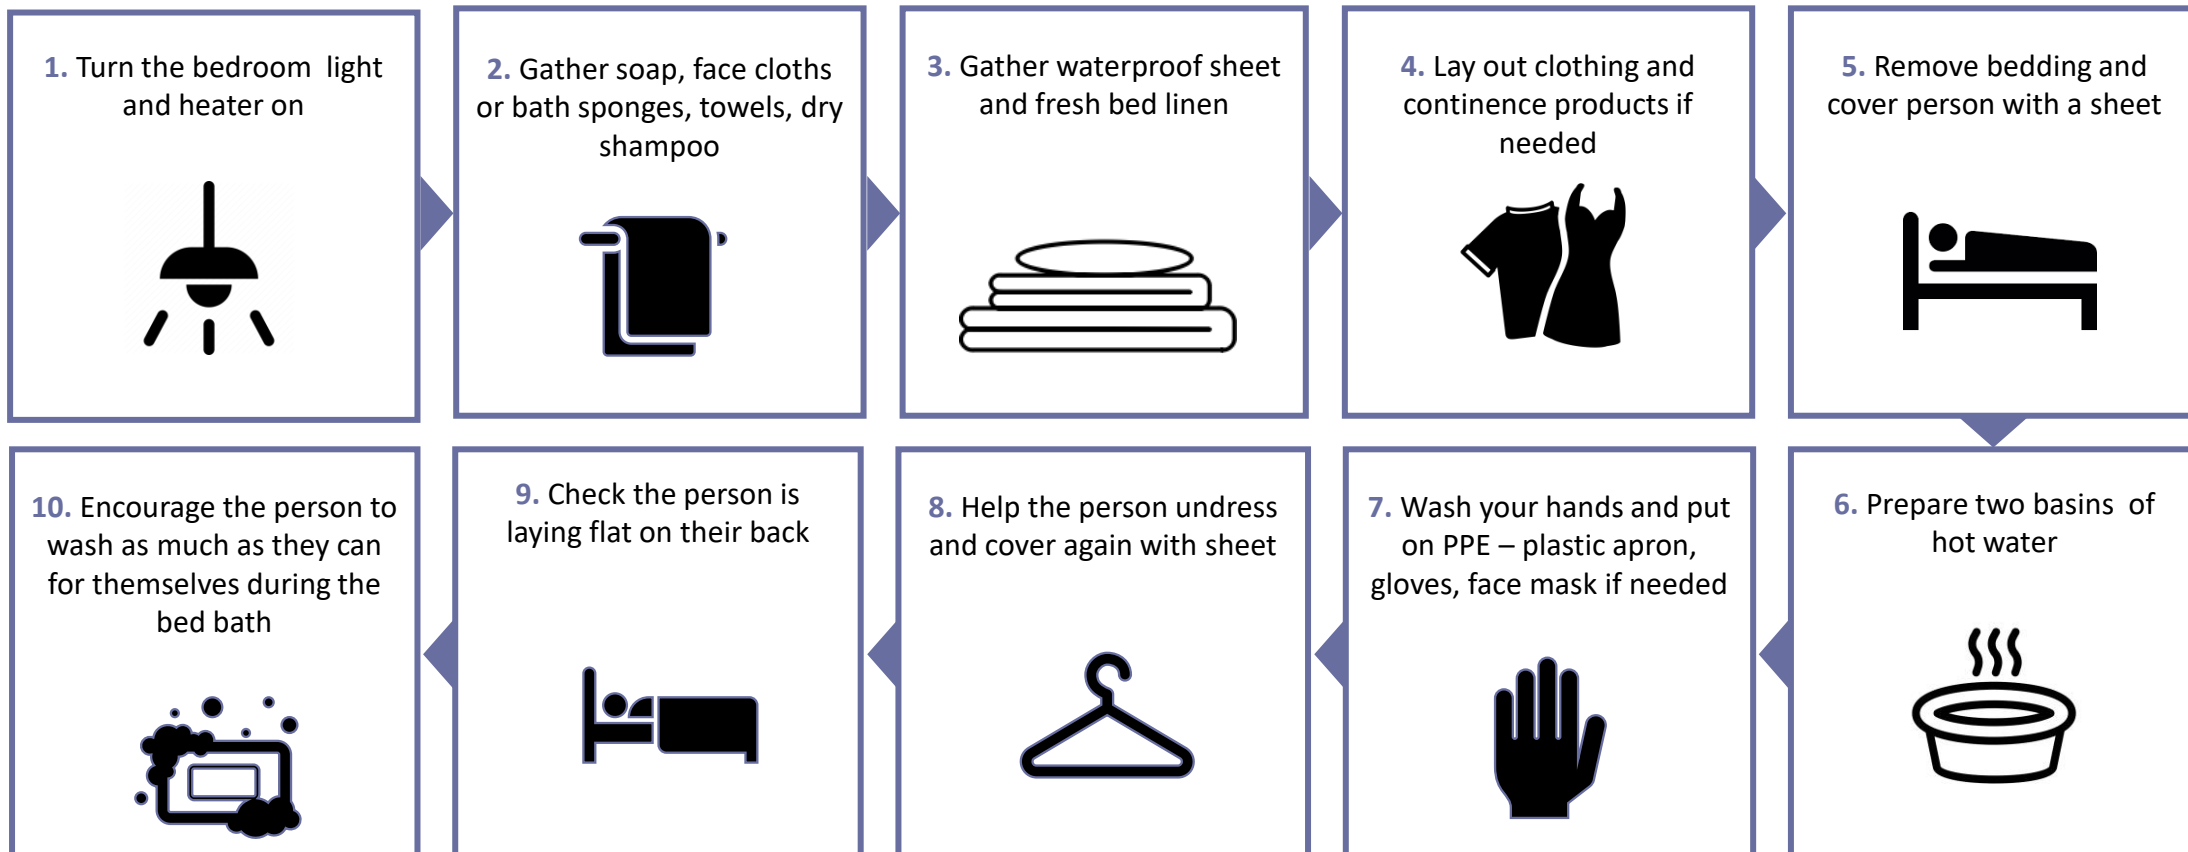 1. Turn the bedroom light
and heater on
2. Gather soap, face cloths
or bath sponges, towels, dry
shampoo
3. Gather waterproof sheet
and fresh bed linen
4. Lay out clothing and
continence products if
needed
5. Remove bedding and
cover person with a sheet
6. Prepare two basins of
hot water
7. Wash your hands and put
on PPE – plastic apron,
gloves, face mask if needed
8. Help the person undress
and cover again with sheet
9. Check the person is
laying flat on their back
10. Encourage the person to
wash as much as they can
for themselves during the
bed bath